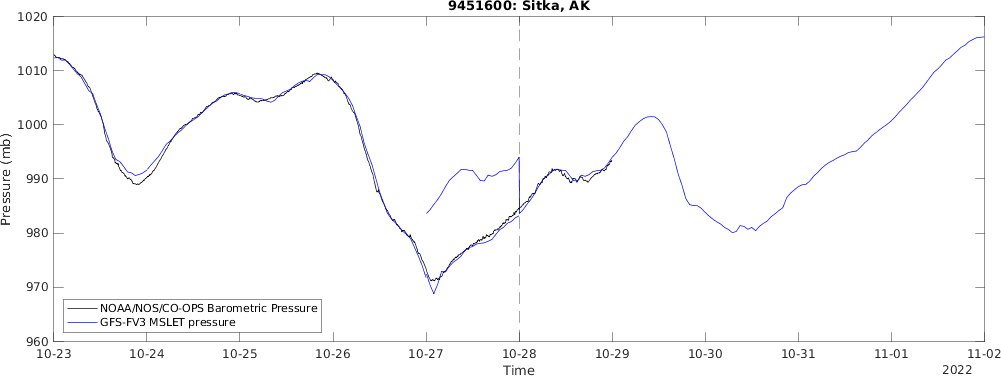 9451600: Sitka, AK
1020
1010
1000
990
980
970
960
Pressure (mb)
NOAA/NOS/CO-OPS Barometric Pressure
GFS-FV3 MSLET pressure
10-23 10-24 10-25 10-26 10-27 10-28 10-29 10-30 10-31 11-01 11-02
Time
2022